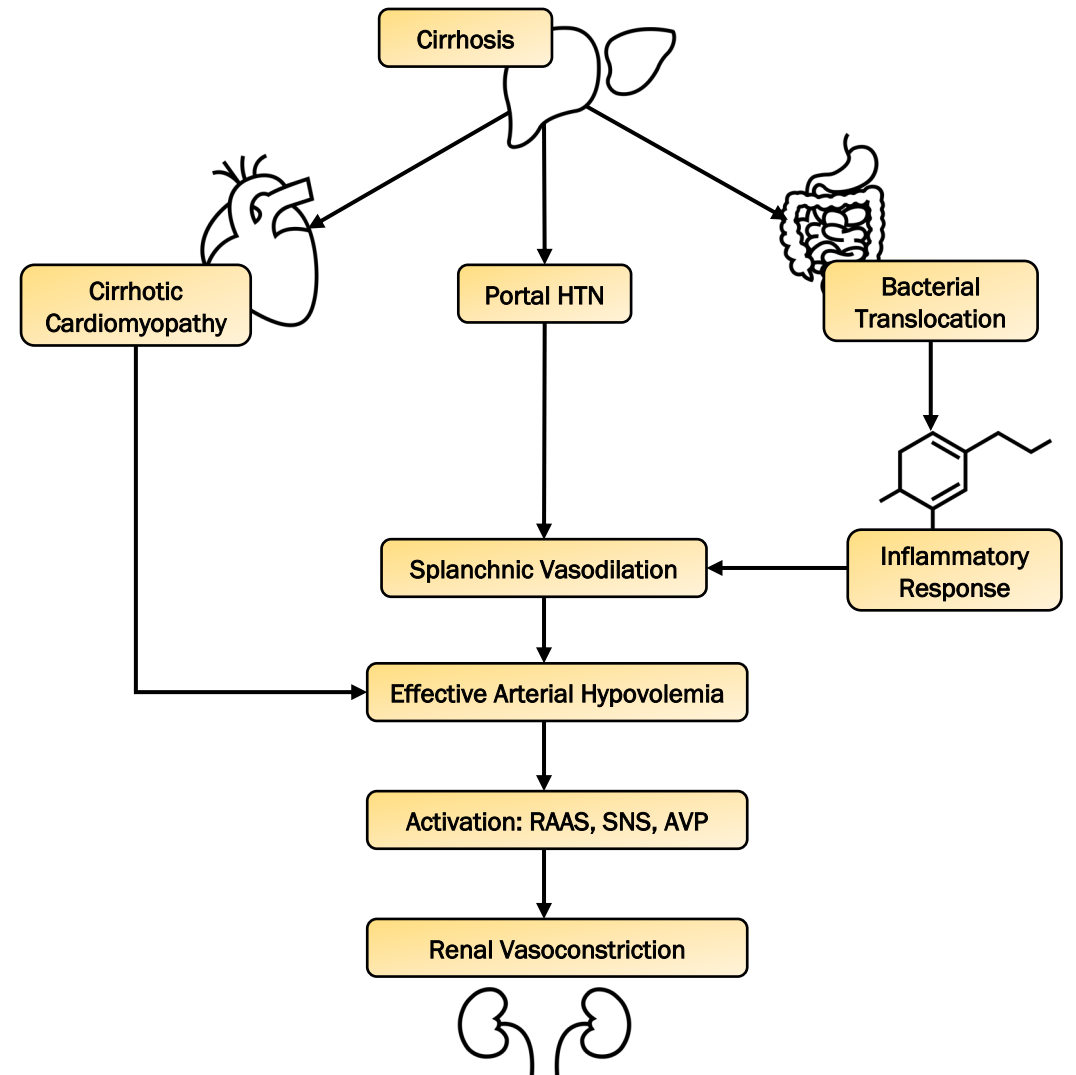 Cirrhosis
Cirrhotic
Cardiomyopathy
Portal HTN
Bacterial
Translocation
Inflammatory
Response
Splanchnic Vasodilation
Effective Arterial Hypovolemia
Activation: RAAS, SNS, AVP
Renal Vasoconstriction